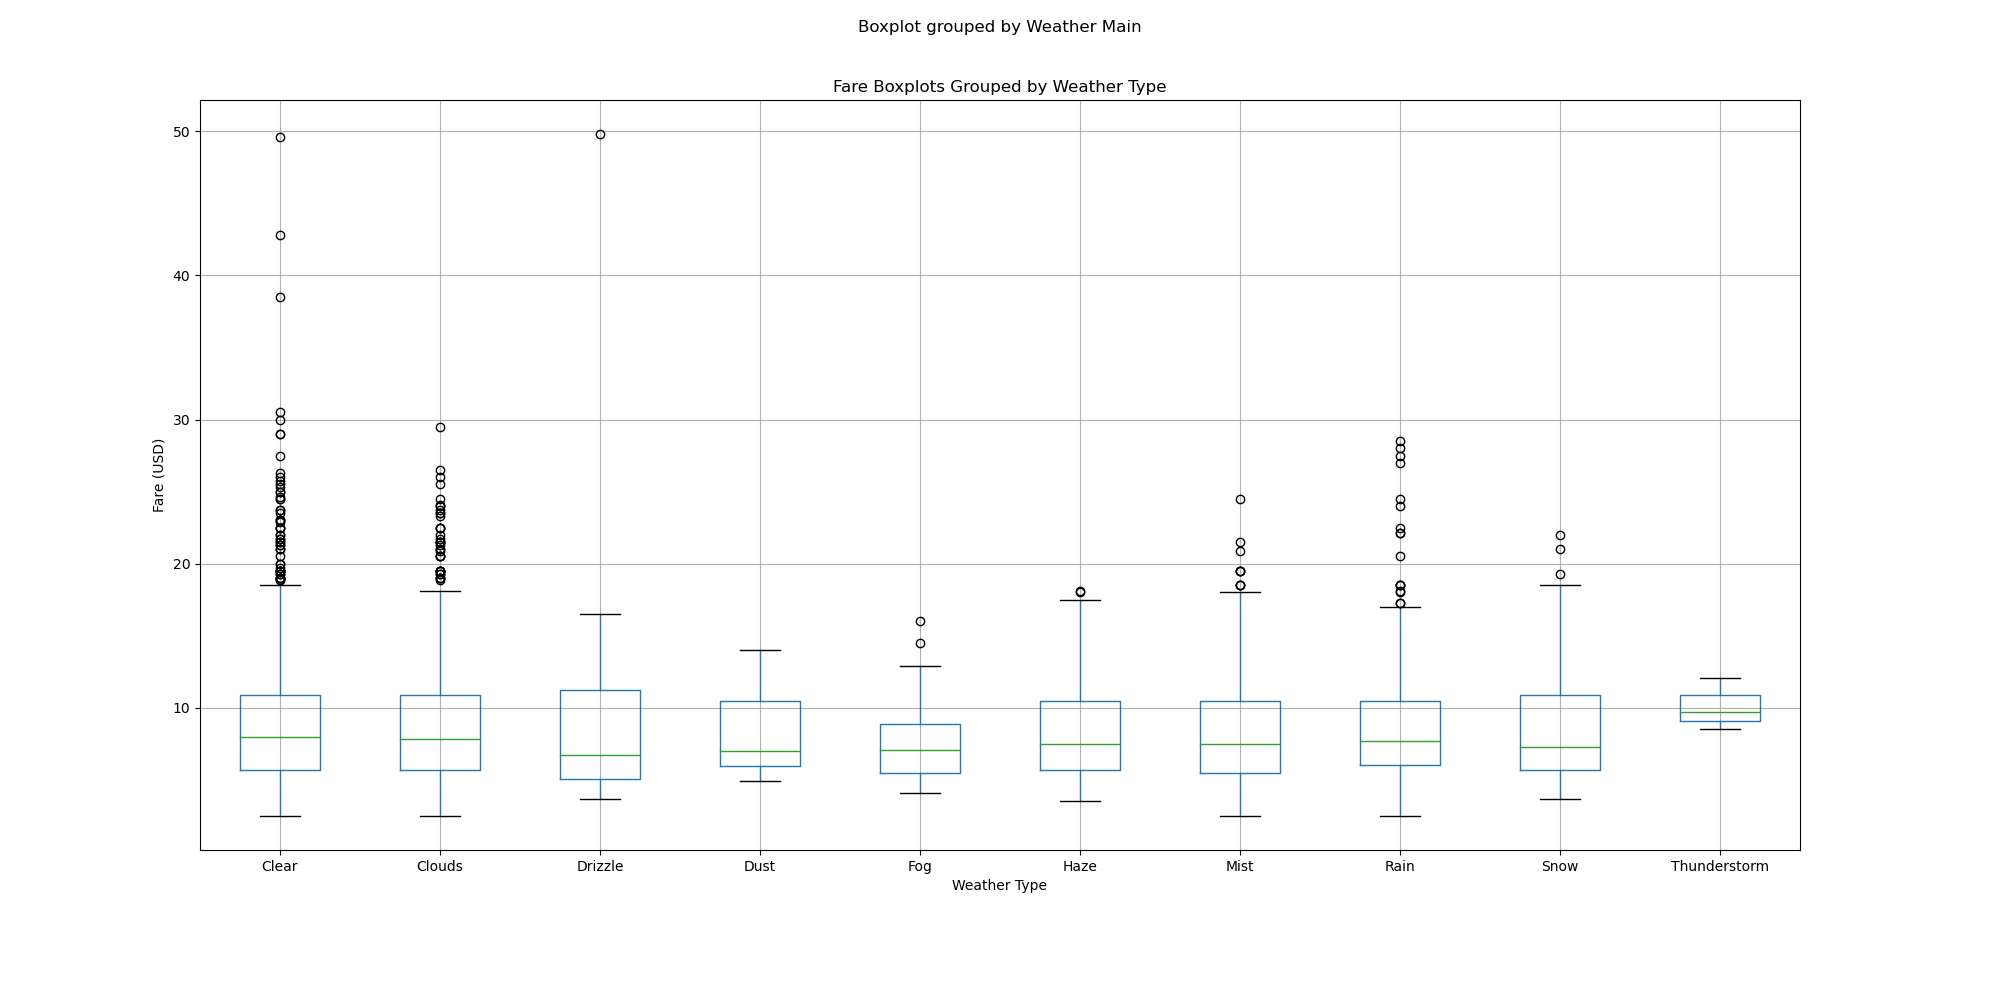 Boxplot grouped by Weather Main
Fare Boxplots Grouped by Weather Type
50
40
30
20
10
Fare (USD)
Clear Clouds Drizzle Dust Fog Haze Mist Rain Snow Thunderstorm
Weather Type